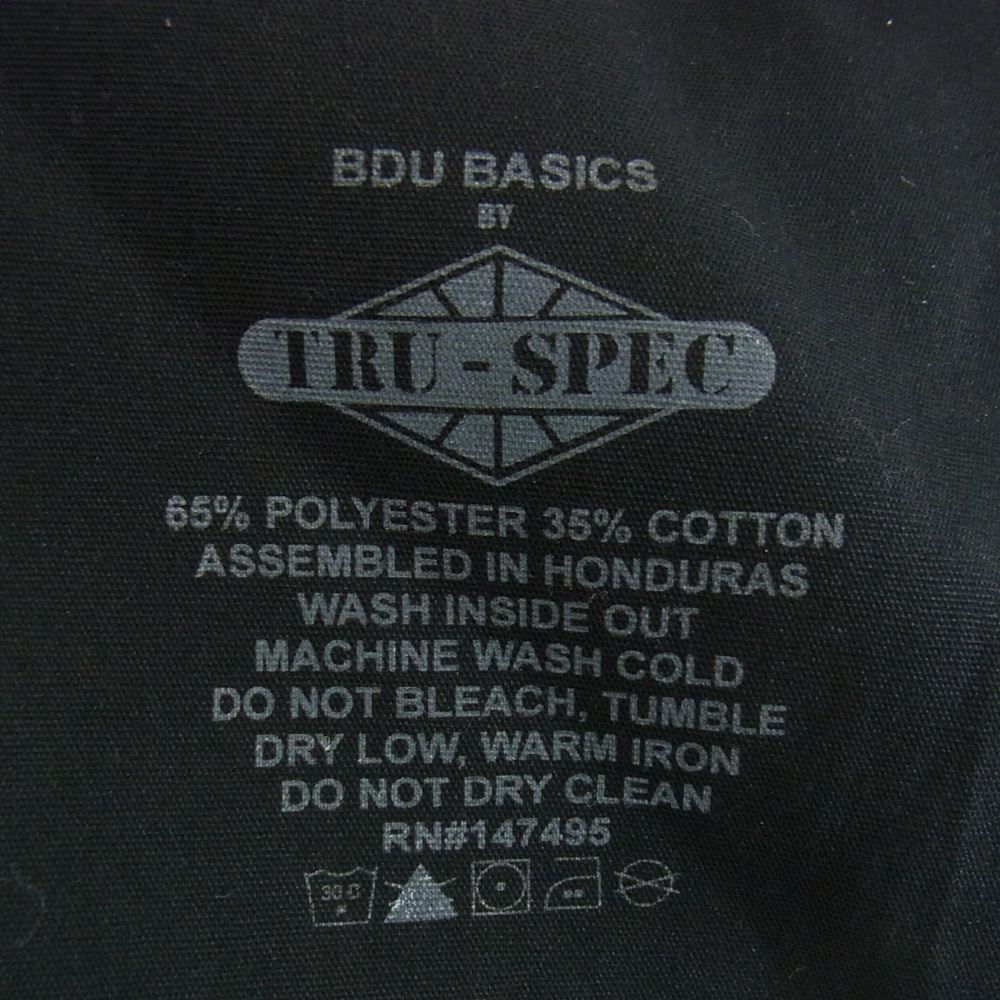 BDU BASICS
BY
TRU-SPEC
65% POLYESTER 35% COTTON
ASSEMBLED IN HONDURAS
WASH INSIDE OUT
MACHINE WASH COLD
DO NOT BLEACH, TUMBLE
DRY LOW, WARM IRON
DO NOT DRY CLEAN
RN#147495